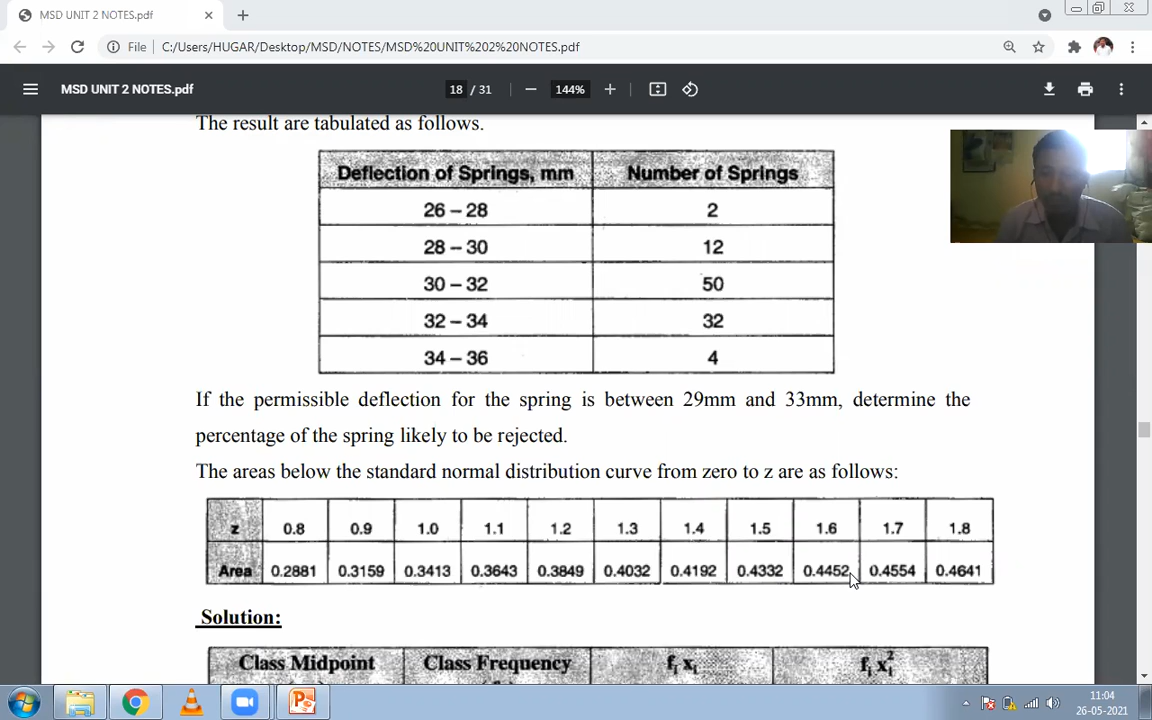 MSD UNIT 2 NOTES.pdf
File C:/Users/HUGAR/Desktop/MSD/NOTES/MSD%20UNIT%202%20NOTES.pdf
MSD UNIT 2 NOTES.pdf 18 / 31 144%
The result are tabulated as follows.
Deflection of Springs, mm Number of Springs
26 – 28 2
28 – 30 12
30 – 32 50
32 – 34 32
34 – 36 4
If the permissible deflection for the spring is between 29mm and 33mm, determine the
percentage of the spring likely to be rejected.
The areas below the standard normal distribution curve from zero to z are as follows:
z 0.8 0.9 1.0 1.1 1.2 1.3 1.4 1.5 1.6 1.7 1.8
Area 0.2881 0.3159 0.3413 0.3643 0.3849 0.4032 0.4192 0.4332 0.4452 0.4554 0.4641
Solution:
Class Midpoint Class Frequency fᵢ xᵢ fᵢ xᵢ²
11:04
26-05-2021